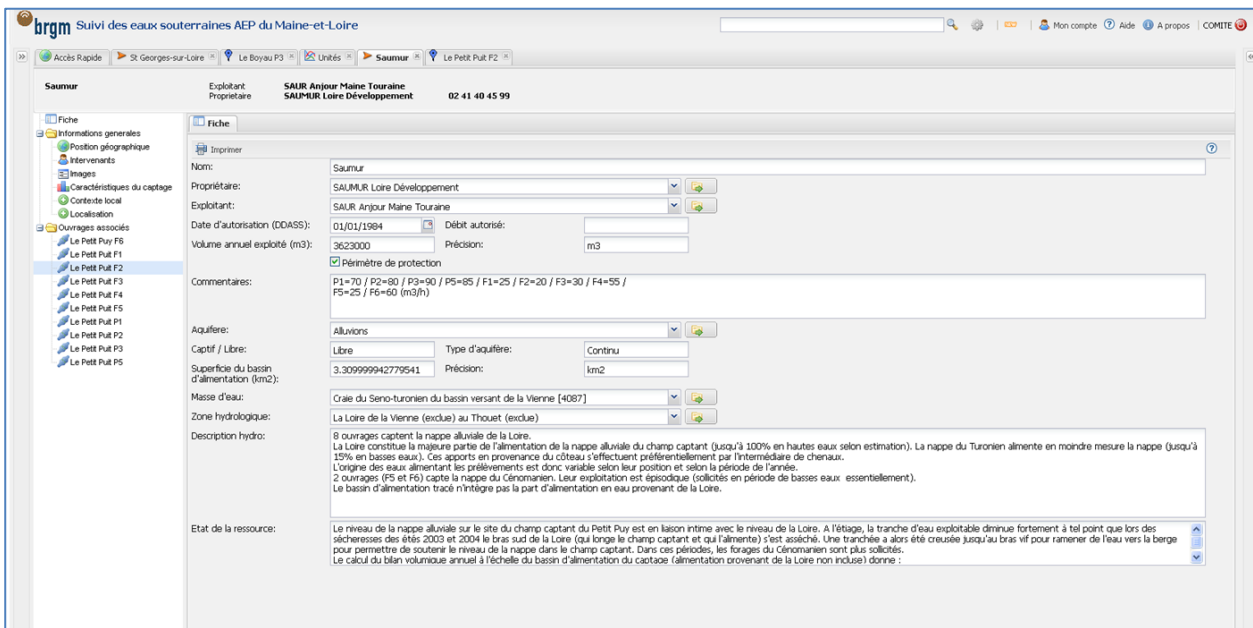 brgm Suivi des eaux souterraines AEP du Maine-et-Loire
Mon compte Aide A propos COMITE
Accès Rapide St Georges-sur-Loire Le Boyau P3 Unités Saumur Le Petit Puit F2
Saumur
Exploitant SAUR Anjour Maine Touraine
Proprietaire SAUMUR Loire Développement 02 41 40 45 99
Fiche
Informations generales
Position géographique
Intervenants
Images
Caractéristiques du captage
Contexte local
Localisation
Ouvrages associés
Le Petit Puy F6
Le Petit Puit F1
Le Petit Puit F2
Le Petit Puit F3
Le Petit Puit F4
Le Petit Puit F5
Le Petit Puit P1
Le Petit Puit P2
Le Petit Puit P3
Le Petit Puit P5
Fiche
Imprimer
Nom: Saumur
Propriétaire: SAUMUR Loire Développement
Exploitant: SAUR Anjour Maine Touraine
Date d'autorisation (DDASS): 01/01/1984 Débit autorisé:
Volume annuel exploité (m3): 3623000 Précision: m3
Périmètre de protection
Commentaires: P1=70 / P2=80 / P3=90 / P5=85 / F1=25 / F2=20 / F3=30 / F4=55 /
F5=25 / F6=60 (m3/h)
Aquifere: Alluvions
Captif / Libre: Libre Type d'aquifère: Continu
Superficie du bassin
d'alimentation (km2): 3.309999942779541 Précision: km2
Masse d'eau: Craie du Seno-turonien du bassin versant de la Vienne [4087]
Zone hydrologique: La Loire de la Vienne (exclue) au Thouet (exclue)
Description hydro: 8 ouvrages captent la nappe alluviale de la Loire.
La Loire constitue la majeure partie de l'alimentation de la nappe alluviale du champ captant (jusqu'à 100% en hautes eaux selon estimation). La nappe du Turonien alimente en moindre mesure la nappe (jusqu'à
15% en basses eaux). Ces apports en provenance du côteau s'effectuent préférentiellement par l'intermédiaire de chenaux.
L'origine des eaux alimentant les prélèvements est donc variable selon leur position et selon la période de l'année.
2 ouvrages (F5 et F6) capte la nappe du Cénomanien. Leur exploitation est épisodique (sollicités en période de basses eaux essentiellement).
Le bassin d'alimentation tracé n'intègre pas la part d'alimentation en eau provenant de la Loire.
Etat de la ressource: Le niveau de la nappe alluviale sur le site du champ captant du Petit Puy est en liaison intime avec le niveau de la Loire. A l'étiage, la tranche d'eau exploitable diminue fortement à tel point que lors des
sécheresses des étés 2003 et 2004 le bras sud de la Loire (qui longe le champ captant et qui l'alimente) s'est asséché. Une tranchée a alors été creusée jusqu'au bras vif pour ramener de l'eau vers la berge
pour permettre de soutenir le niveau de la nappe dans le champ captant. Dans ces périodes, les forages du Cénomanien sont plus sollicités.
Le calcul du bilan volumique annuel à l'échelle du bassin d'alimentation du captage (alimentation provenant de la Loire non incluse) donne :